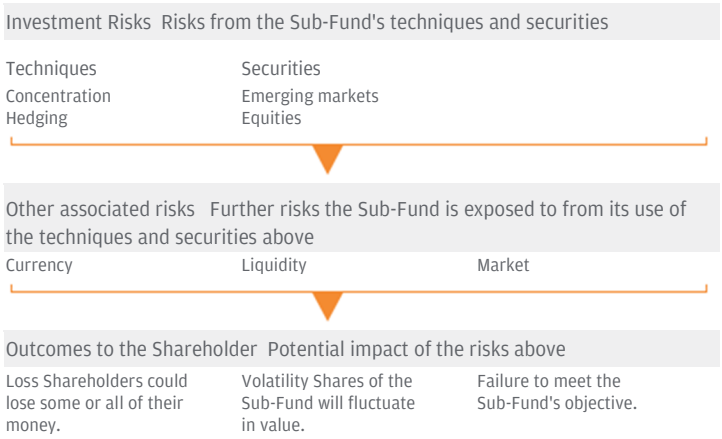 Investment Risks Risks from the Sub-Fund's techniques and securities
Techniques
Concentration
Hedging
Securities
Emerging markets
Equities
Other associated risks Further risks the Sub-Fund is exposed to from its use of
the techniques and securities above
Currency
Liquidity
Market
Outcomes to the Shareholder Potential impact of the risks above
Loss Shareholders could
lose some or all of their
money.
Volatility Shares of the
Sub-Fund will fluctuate
in value.
Failure to meet the
Sub-Fund's objective.